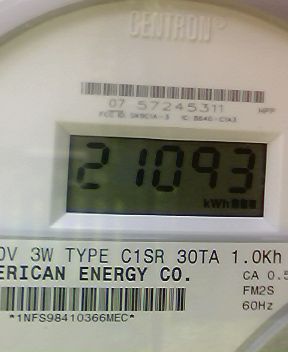 CENTRON®
07 57245311
HPP
21093
kWh
0V 3W TYPE C1SR 30TA 1.0Kh
ERICAN ENERGY CO.
CA 0.5
FM2S
60Hz
*1NFS98410366MEC*